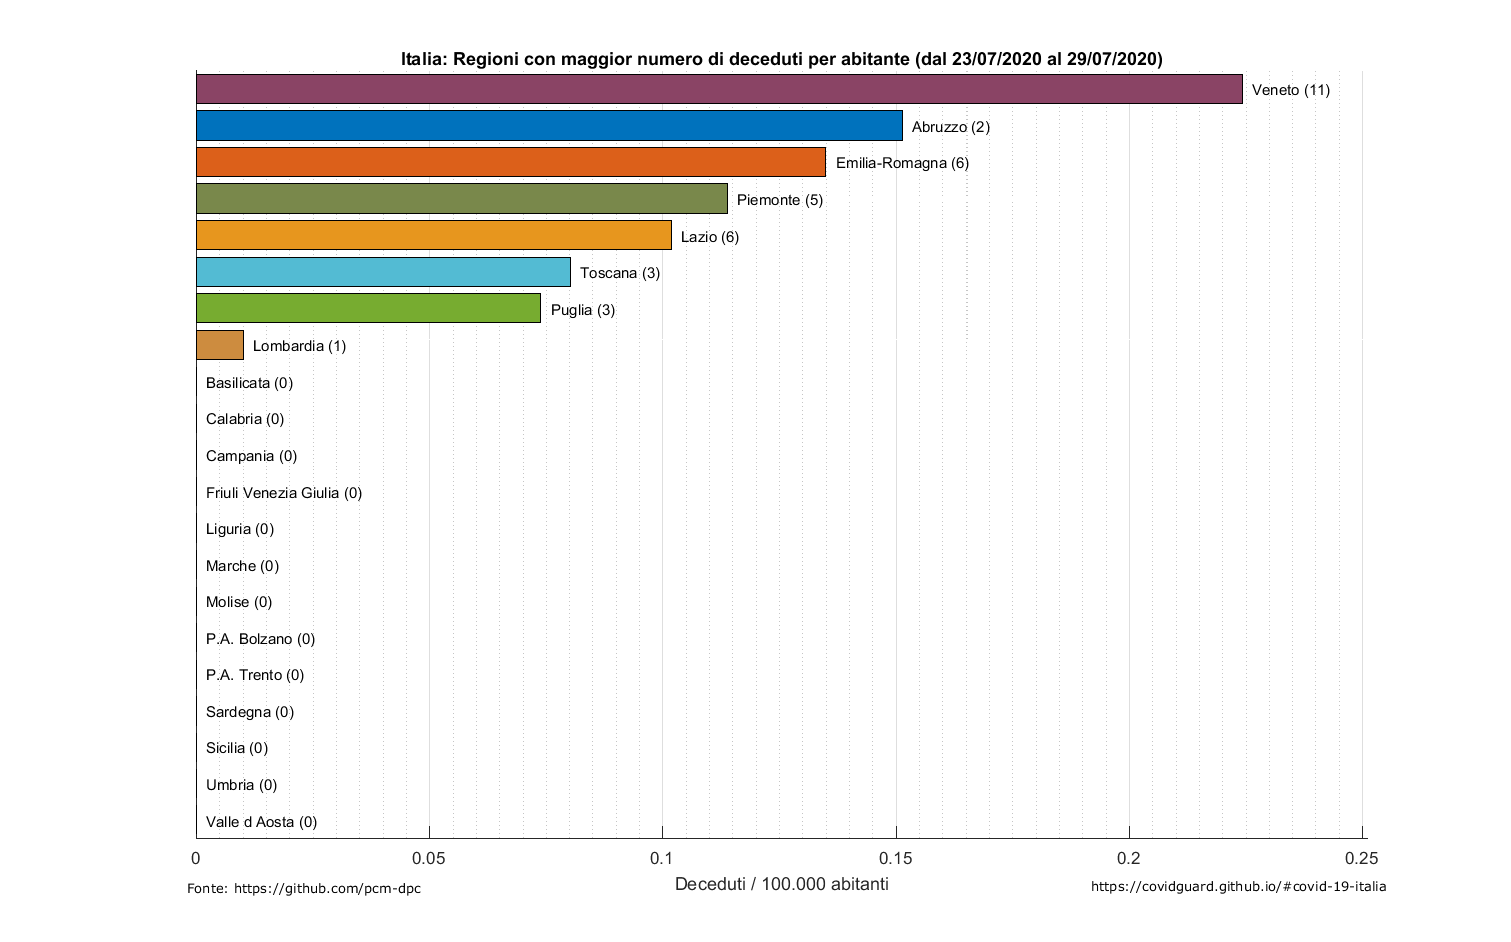 Italia: Regioni con maggior numero di deceduti per abitante (dal 23/07/2020 al 29/07/2020)
Veneto (11)
Abruzzo (2)
Emilia-Romagna (6)
Piemonte (5)
Lazio (6)
Toscana (3)
Puglia (3)
Lombardia (1)
Basilicata (0)
Calabria (0)
Campania (0)
Friuli Venezia Giulia (0)
Liguria (0)
Marche (0)
Molise (0)
P.A. Bolzano (0)
P.A. Trento (0)
Sardegna (0)
Sicilia (0)
Umbria (0)
Valle d Aosta (0)
0 0.05 0.1 0.15 0.2 0.25
Deceduti / 100.000 abitanti
Fonte: https://github.com/pcm-dpc
https://covidguard.github.io/#covid-19-italia